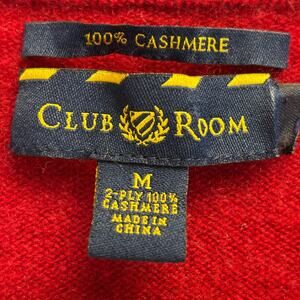 100% CASHMERE
CLUB ROOM
M
2-PLY 100%
CASHMERE
MADE IN
CHINA